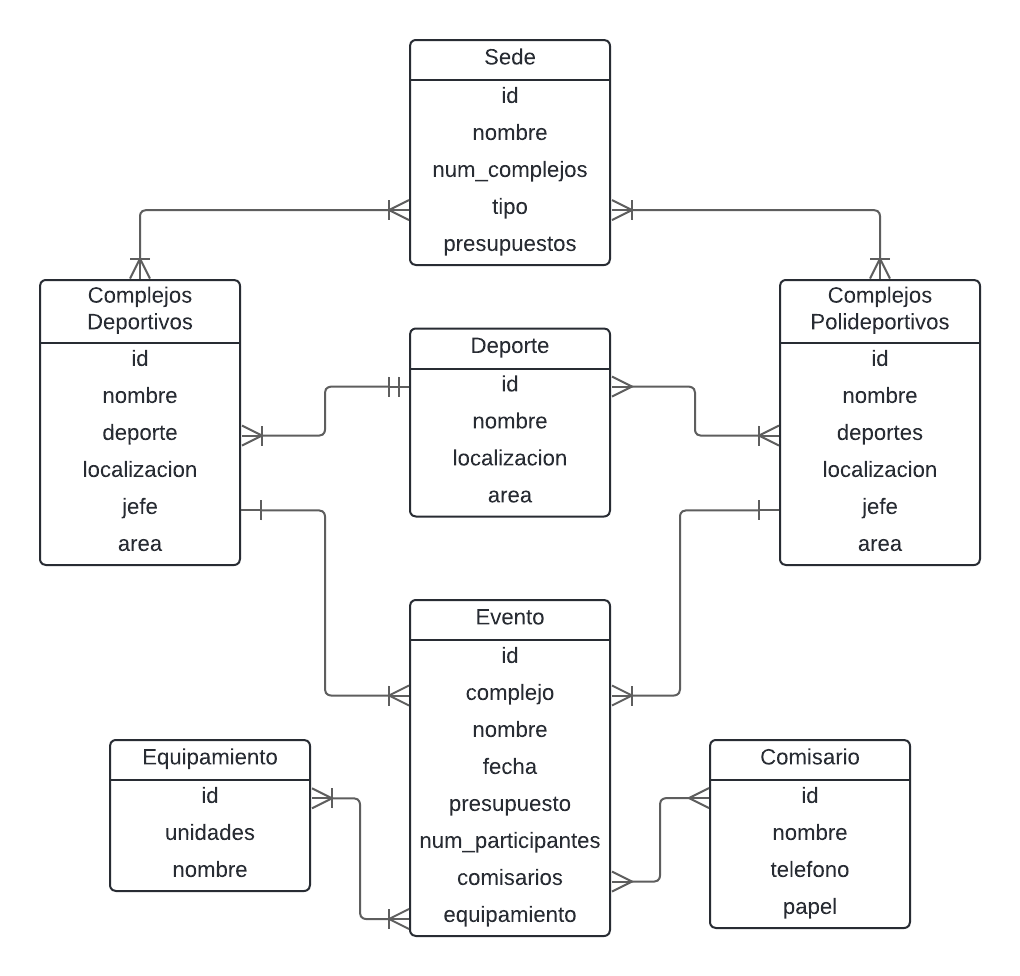 Sede
id
nombre
num_complejos
tipo
presupuestos
Complejos
Deportivos
id
nombre
deporte
localizacion
jefe
area
Deporte
id
nombre
localizacion
area
Complejos
Polideportivos
id
nombre
deportes
localizacion
jefe
area
Evento
id
complejo
nombre
fecha
presupuesto
num_participantes
comisarios
equipamiento
Equipamiento
id
unidades
nombre
Comisario
id
nombre
telefono
papel